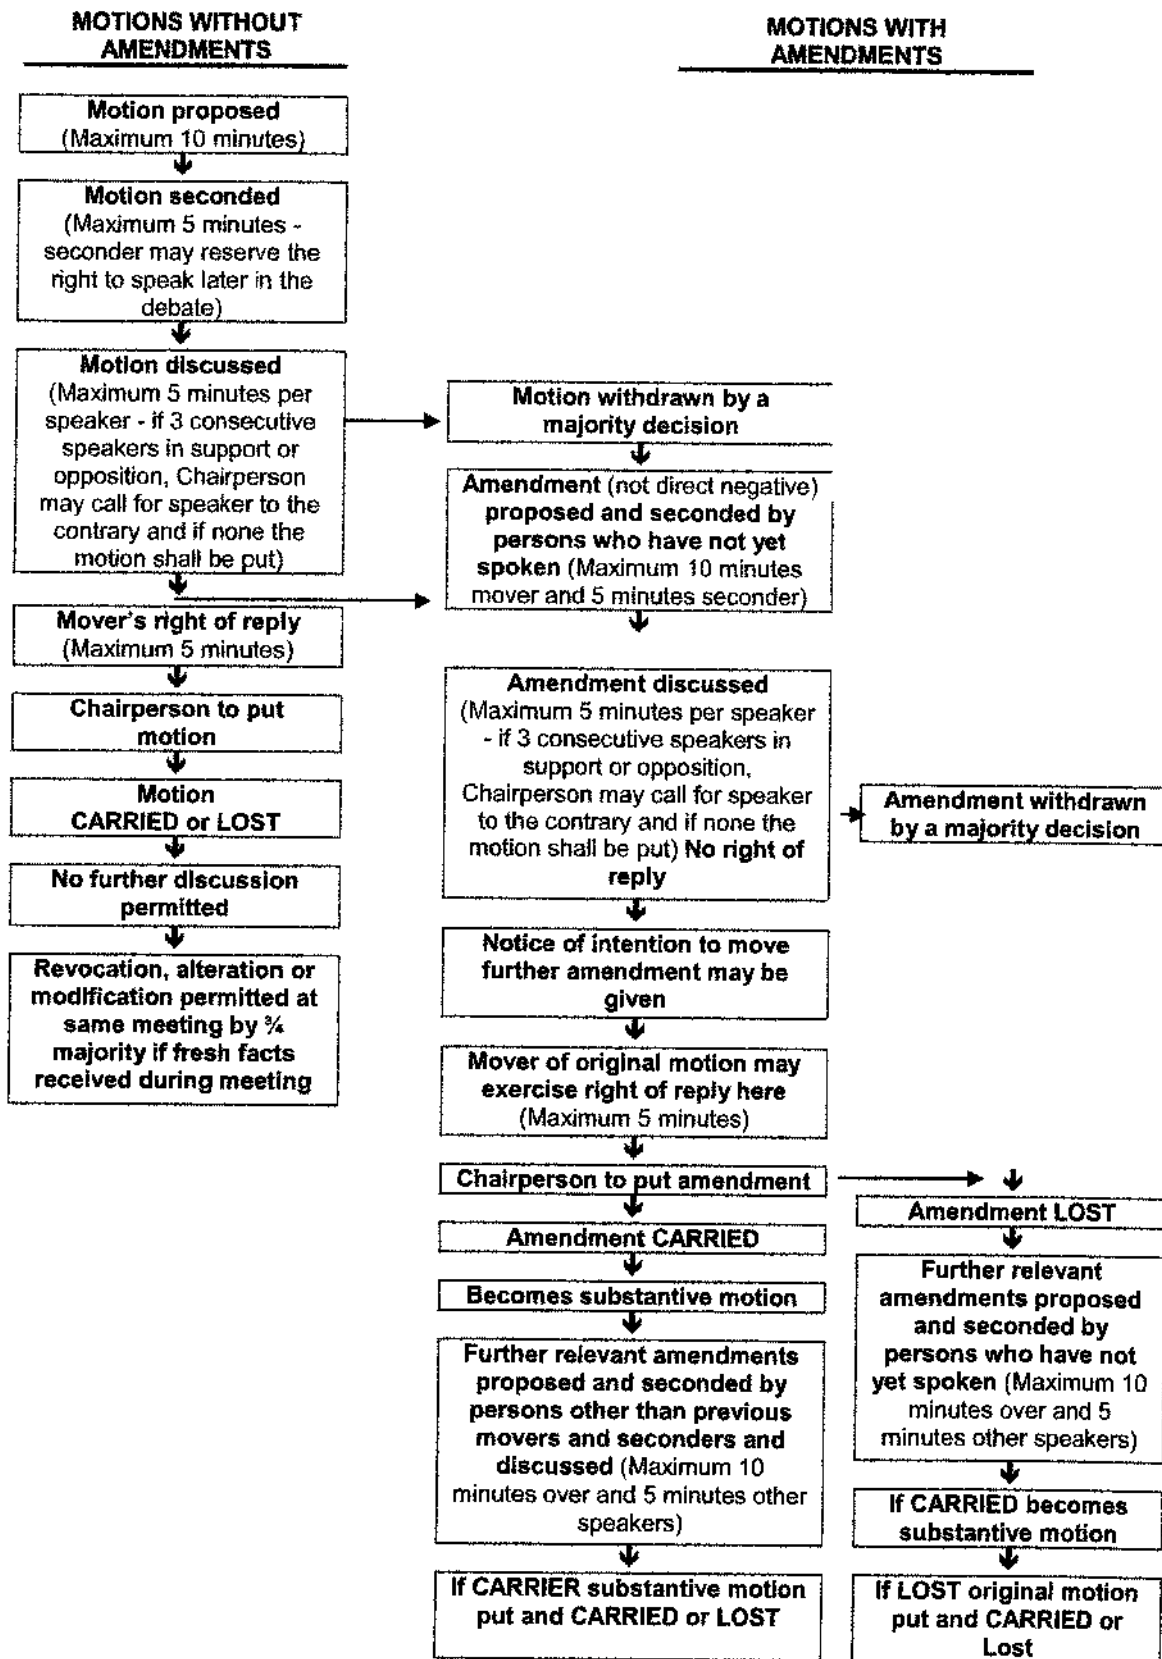 MOTIONS WITHOUT
AMENDMENTS
Motion proposed
(Maximum 10 minutes)
Motion seconded
(Maximum 5 minutes -
seconder may reserve the
right to speak later in the
debate)
Motion discussed
(Maximum 5 minutes per
speaker - if 3 consecutive
speakers in support or
opposition, Chairperson
may call for speaker to the
contrary and if none the
motion shall be put)
Mover's right of reply
(Maximum 5 minutes)
Chairperson to put
motion
Motion
CARRIED or LOST
No further discussion
permitted
Revocation, alteration or
modification permitted at
same meeting by ¾
majority if fresh facts
received during meeting
MOTIONS WITH
AMENDMENTS
Motion withdrawn by a
majority decision
Amendment (not direct negative)
proposed and seconded by
persons who have not yet
spoken (Maximum 10 minutes
mover and 5 minutes seconder)
Amendment discussed
(Maximum 5 minutes per speaker
- if 3 consecutive speakers in
support or opposition,
Chairperson may call for speaker
to the contrary and if none the
motion shall be put) No right of
reply
Amendment withdrawn
by a majority decision
Notice of intention to move
further amendment may be
given
Mover of original motion may
exercise right of reply here
(Maximum 5 minutes)
Chairperson to put amendment
Amendment CARRIED
Becomes substantive motion
Further relevant amendments
proposed and seconded by
persons other than previous
movers and seconders and
discussed (Maximum 10
minutes over and 5 minutes other
speakers)
If CARRIER substantive motion
put and CARRIED or LOST
Amendment LOST
Further relevant
amendments proposed
and seconded by
persons who have not
yet spoken (Maximum 10
minutes over and 5
minutes other speakers)
If CARRIED becomes
substantive motion
If LOST original motion
put and CARRIED or
Lost